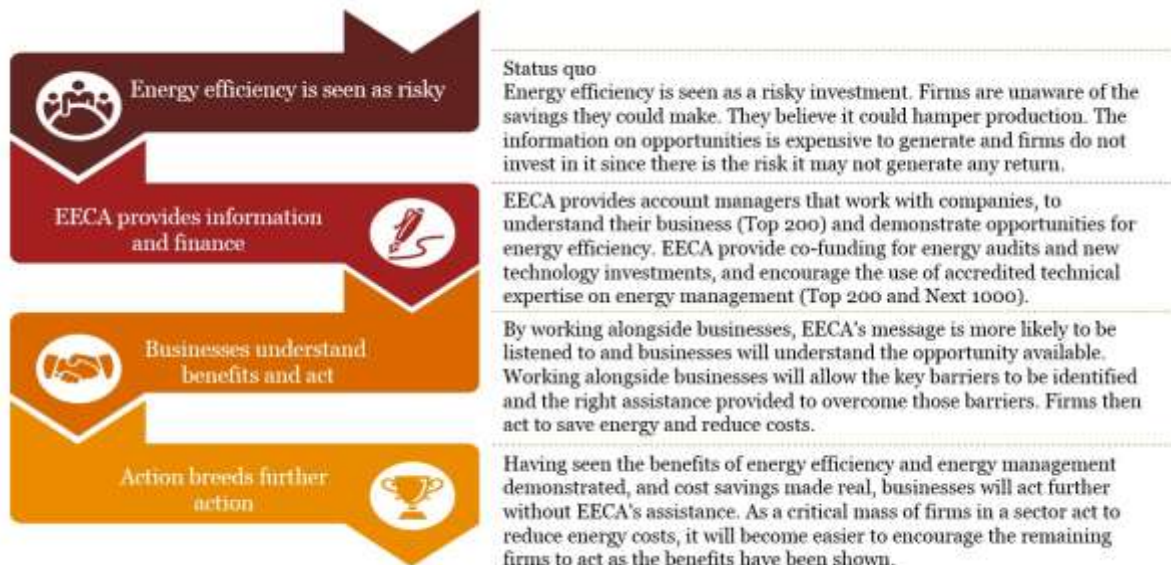 Energy efficiency is seen as risky
Status quo
Energy efficiency is seen as a risky investment. Firms are unaware of the
savings they could make. They believe it could hamper production. The
information on opportunities is expensive to generate and firms do not
invest in it since there is the risk it may not generate any return.
EECA provides information
and finance
EECA provides account managers that work with companies, to
understand their business (Top 200) and demonstrate opportunities for
energy efficiency. EECA provide co-funding for energy audits and new
technology investments, and encourage the use of accredited technical
expertise on energy management (Top 200 and Next 1000).
Businesses understand
benefits and act
By working alongside businesses, EECA's message is more likely to be
listened to and businesses will understand the opportunity available.
Working alongside businesses will allow the key barriers to be identified
and the right assistance provided to overcome those barriers. Firms then
act to save energy and reduce costs.
Action breeds further
action
Having seen the benefits of energy efficiency and energy management
demonstrated, and cost savings made real, businesses will act further
without EECA's assistance. As a critical mass of firms in a sector act to
reduce energy costs, it will become easier to encourage the remaining
firms to act as the benefits have been shown.